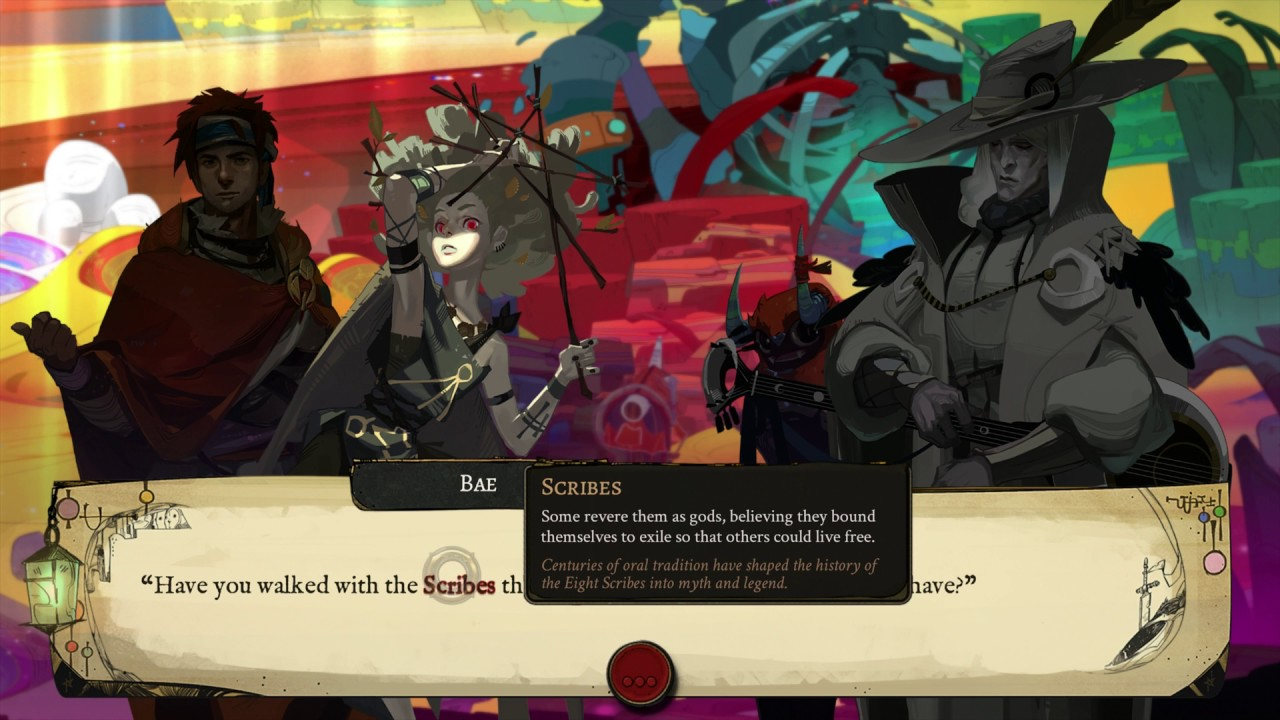 Bae
Scribes
Some revere them as gods, believing they bound
themselves to exile so that others could live free.
Centuries of oral tradition have shaped the history of
the Eight Scribes into myth and legend.
“Have you walked with the Scribes th have?”